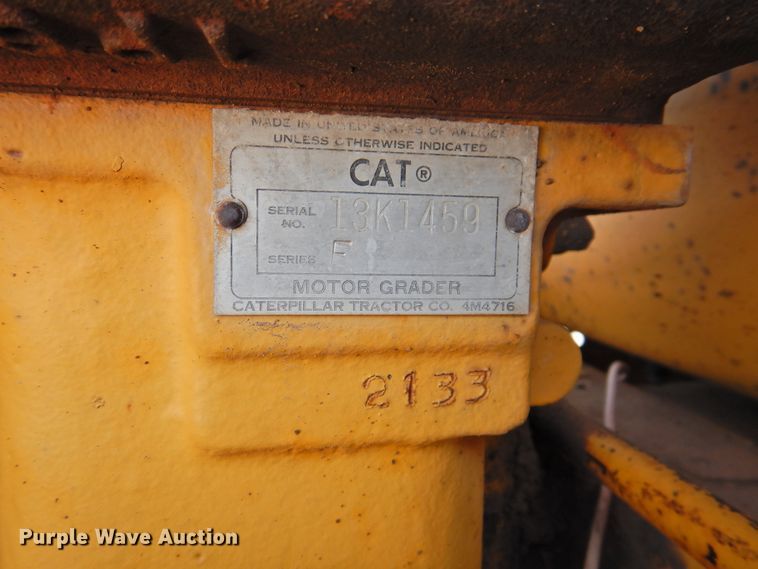 MADE IN UNITED STATES OF AMERICA
UNLESS OTHERWISE INDICATED
CAT®
SERIAL NO. 13K1459
SERIES F
MOTOR GRADER
CATERPILLAR TRACTOR CO. 4M4716
2133
Purple Wave Auction